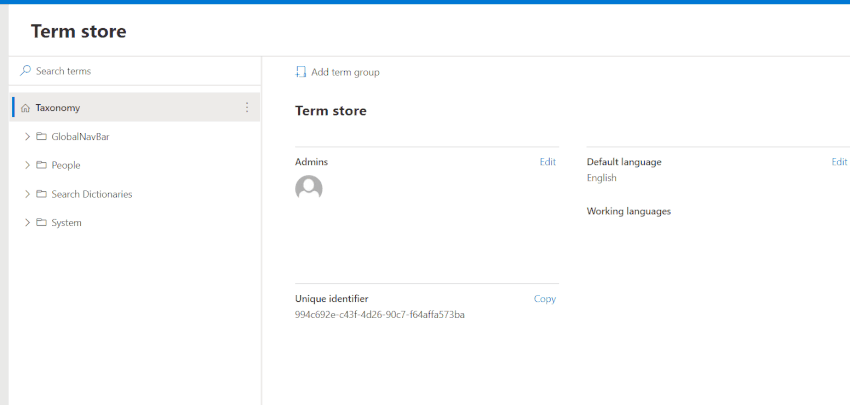 Term store
Search terms
Taxonomy
GlobalNavBar
People
Search Dictionaries
System
Add term group
Term store
Admins
Edit
Default language
Edit
English
Working languages
Unique identifier
Copy
994c692e-c43f-4d26-90c7-f64affa573ba